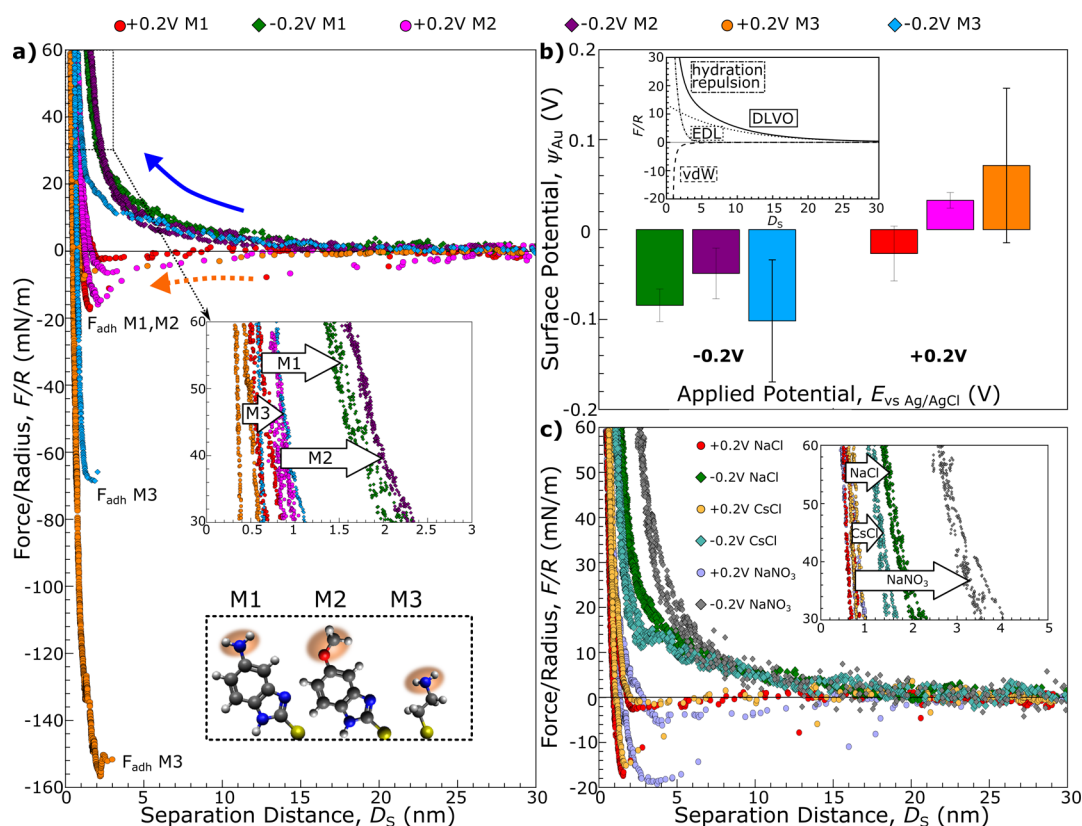 +0.2V M1 -0.2V M1 +0.2V M2 -0.2V M2 +0.2V M3 -0.2V M3
a)
Force/Radius, F/R (mN/m)
60
40
20
0
-20
-40
-60
-80
-100
-120
-140
-160
F_adh M1,M2
F_adh M3
F_adh M3
60
50
40
30
M1
M3
M2
0 0.5 1 1.5 2 2.5 3
M1 M2 M3
0 5 10 15 20 25 30
Separation Distance, D_S (nm)
b)
Surface Potential, ψ_Au (V)
0.2
0.1
0
-0.1
-0.2
F/R
30
20
10
0
-10
-20
hydration
repulsion
DLVO
EDL
vdW
0 5 10 15 20 25 30
D_S
-0.2V +0.2V
Applied Potential, E_vs Ag/AgCl (V)
c)
Force/Radius, F/R (mN/m)
60
50
40
30
20
10
0
-10
-20
-30
+0.2V NaCl
-0.2V NaCl
+0.2V CsCl
-0.2V CsCl
+0.2V NaNO₃
-0.2V NaNO₃
60
50
40
30
NaCl
CsCl
NaNO₃
0 1 2 3 4 5
0 5 10 15 20 25 30
Separation Distance, D_S (nm)